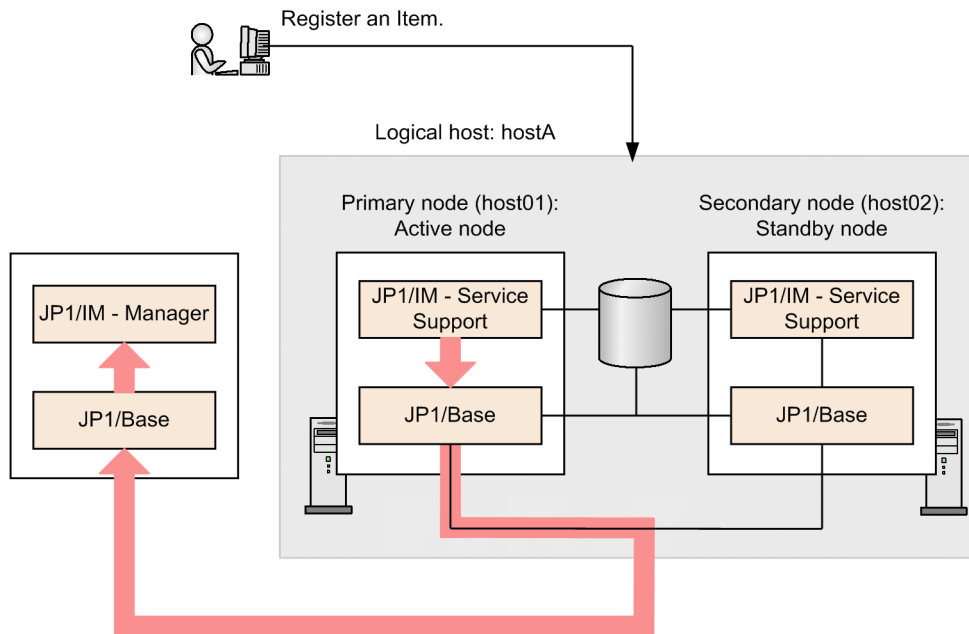 Register an Item.
Logical host: hostA
Primary node (host01):
Active node
Secondary node (host02):
Standby node
JP1/IM - Manager
JP1/Base
JP1/IM - Service
Support
JP1/Base
JP1/IM - Service
Support
JP1/Base